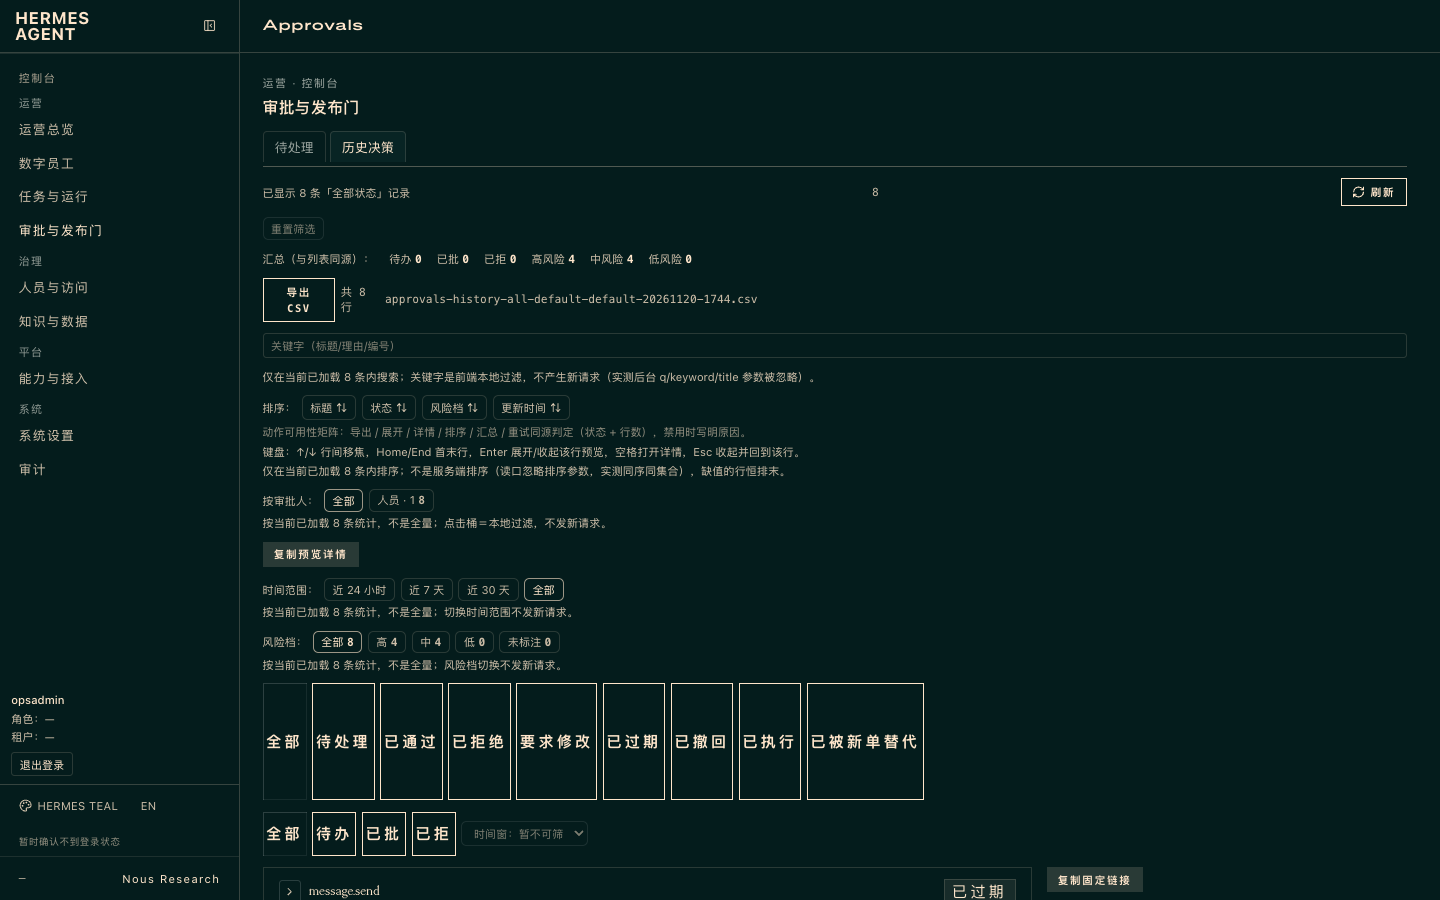 HERMES
AGENT
Approvals
控制台
运营
运营总览
数字员工
任务与运行
审批与发布门
治理
人员与访问
知识与数据
平台
能力与接入
系统
系统设置
审计
opsadmin
角色：—
租户：—
退出登录
HERMES TEAL EN
暂时确认不到登录状态
— Nous Research
运营 · 控制台
审批与发布门
待处理 历史决策
已显示 8 条「全部状态」记录 8 刷新
重置筛选
汇总（与列表同源）： 待办 0 已批 0 已拒 0 高风险 4 中风险 4 低风险 0
导出
CSV
共 8
行
approvals-history-all-default-default-20261120-1744.csv
关键字（标题/理由/编号）
仅在当前已加载 8 条内搜索；关键字是前端本地过滤，不产生新请求（实测后台 q/keyword/title 参数被忽略）。
排序： 标题 ⇅ 状态 ⇅ 风险档 ⇅ 更新时间 ⇅
动作可用性矩阵：导出 / 展开 / 详情 / 排序 / 汇总 / 重试同源判定（状态 + 行数），禁用时写明原因。
键盘：↑/↓ 行间移焦，Home/End 首末行，Enter 展开/收起该行预览，空格打开详情，Esc 收起并回到该行。
仅在当前已加载 8 条内排序；不是服务端排序（读口忽略排序参数，实测同序同集合），缺值的行恒排末。
按审批人： 全部 人员 · 1 8
按当前已加载 8 条统计，不是全量；点击桶＝本地过滤，不发新请求。
复制预览详情
时间范围： 近 24 小时 近 7 天 近 30 天 全部
按当前已加载 8 条统计，不是全量；切换时间范围不发新请求。
风险档： 全部 8 高 4 中 4 低 0 未标注 0
按当前已加载 8 条统计，不是全量；风险档切换不发新请求。
全部 待处理 已通过 已拒绝 要求修改 已过期 已撤回 已执行 已被新单替代
全部 待办 已批 已拒 时间窗：暂不可筛
message.send 已过期 复制固定链接